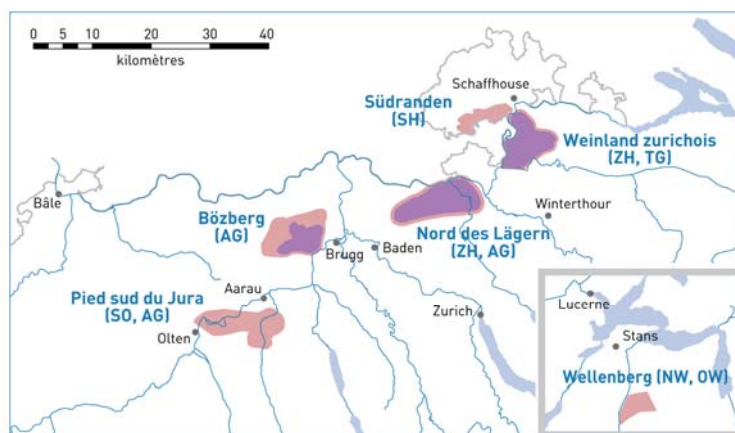 0 5 10 20 30 40
kilomètres
Schaffhouse
Südranden
(SH)
Weinland zurichois
(ZH, TG)
Bâle
Bözberg
(AG)
Winterthour
Nord des Lägern
(ZH, AG)
Brugg
Baden
Pied sud du Jura
(SO, AG)
Aarau
Olten
Zurich
Lucerne
Stans
Wellenberg (NW, OW)